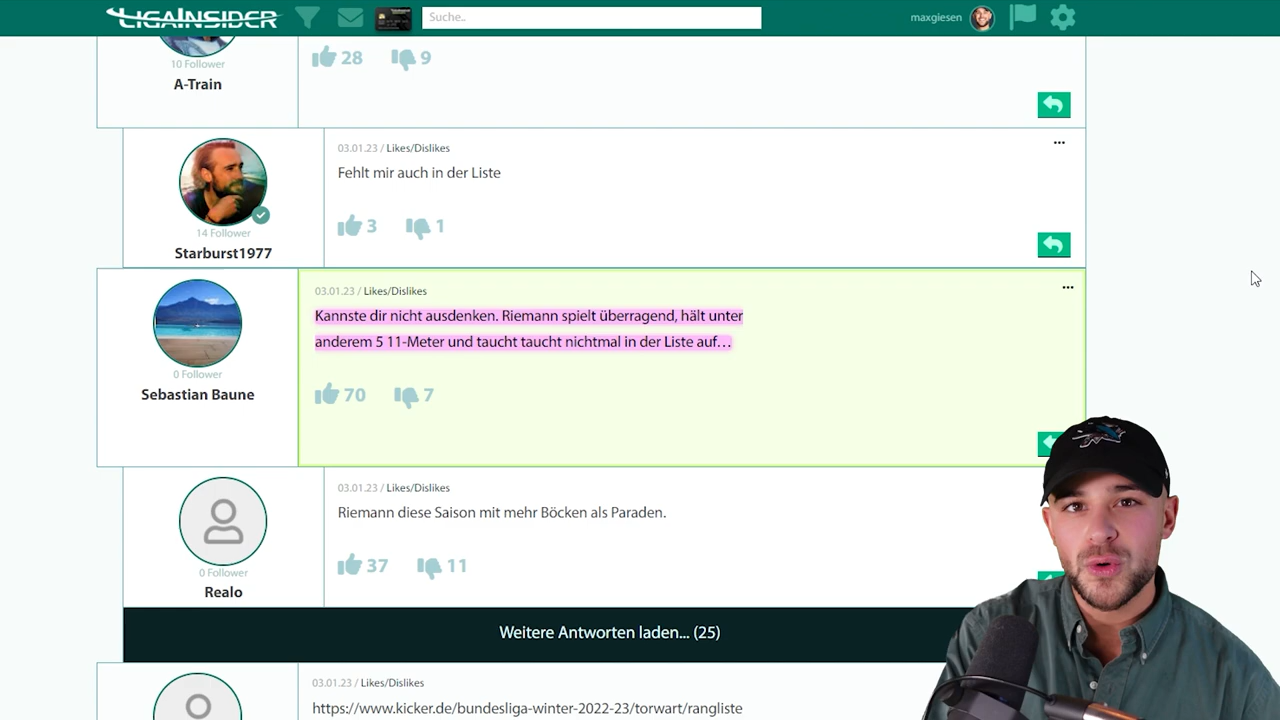 LIGAINSIDER
Suche..
maxgiesen
10 Follower
A-Train
28 9
03.01.23 / Likes/Dislikes
Fehlt mir auch in der Liste
3 1
14 Follower
Starburst1977
03.01.23 / Likes/Dislikes
Kannste dir nicht ausdenken. Riemann spielt überragend, hält unter
anderem 5 11-Meter und taucht taucht nichtmal in der Liste auf...
70 7
0 Follower
Sebastian Baune
03.01.23 / Likes/Dislikes
Riemann diese Saison mit mehr Böcken als Paraden.
37 11
0 Follower
Realo
Weitere Antworten laden... (25)
03.01.23 / Likes/Dislikes
https://www.kicker.de/bundesliga-winter-2022-23/torwart/rangliste